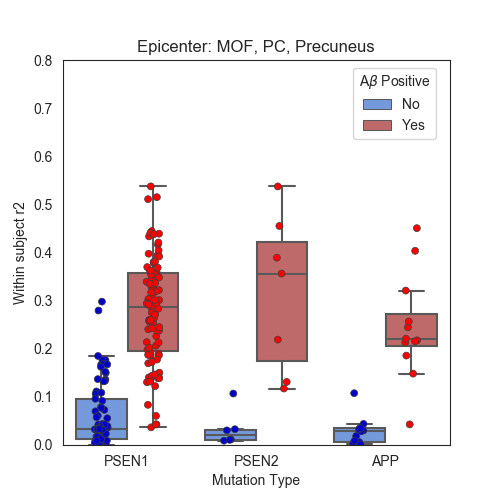 Epicenter: MOF, PC, Precuneus
0.8
0.7
0.6
0.5
0.4
0.3
0.2
0.1
0.0
Within subject r2
Aβ Positive
No
Yes
PSEN1
PSEN2
APP
Mutation Type